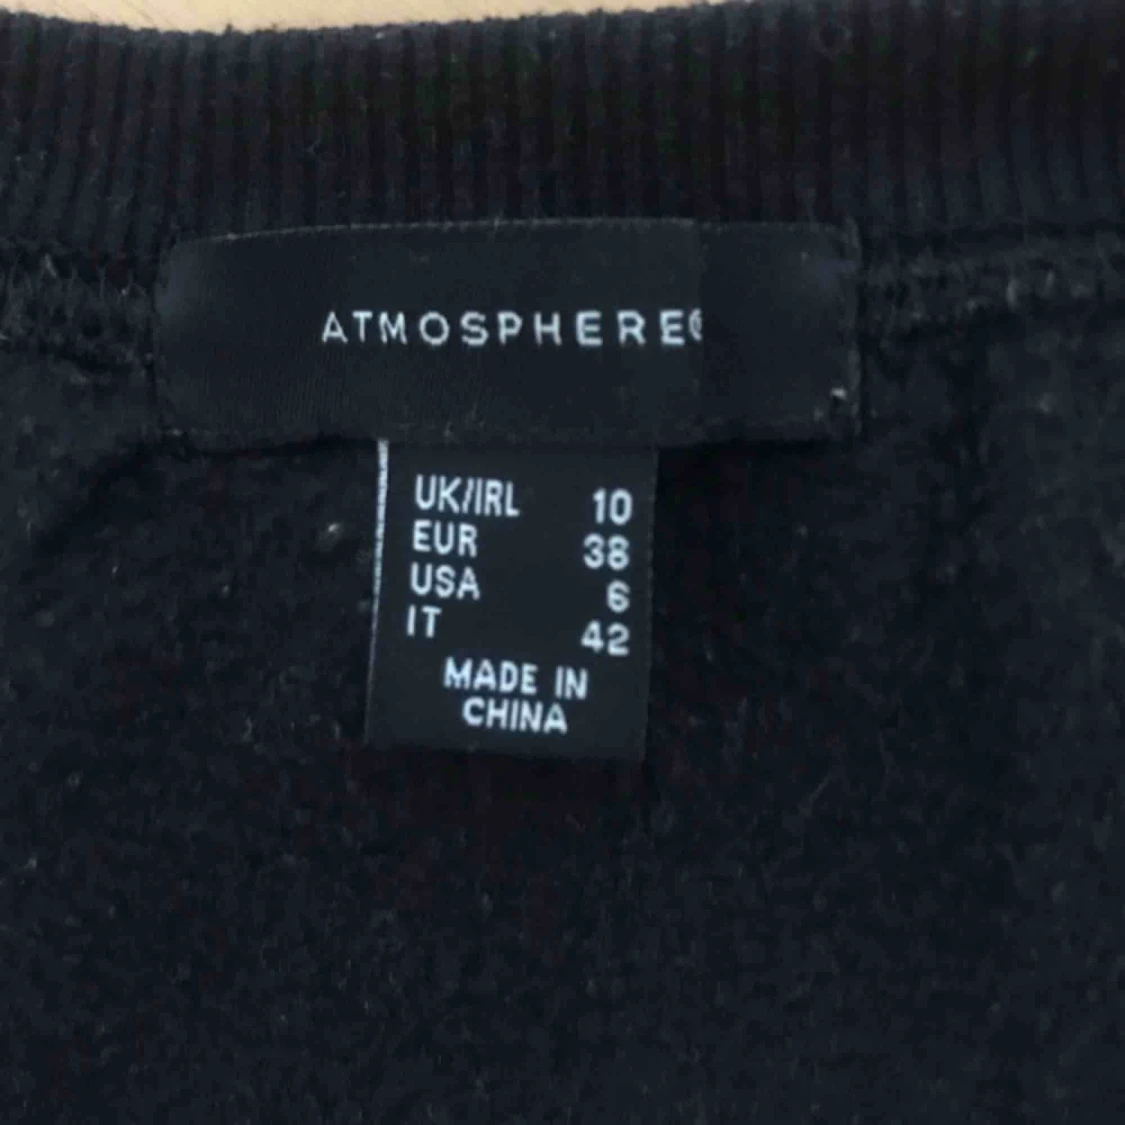 ATMOSPHERE®
UK/IRL 10
EUR 38
USA 6
IT 42
MADE IN
CHINA